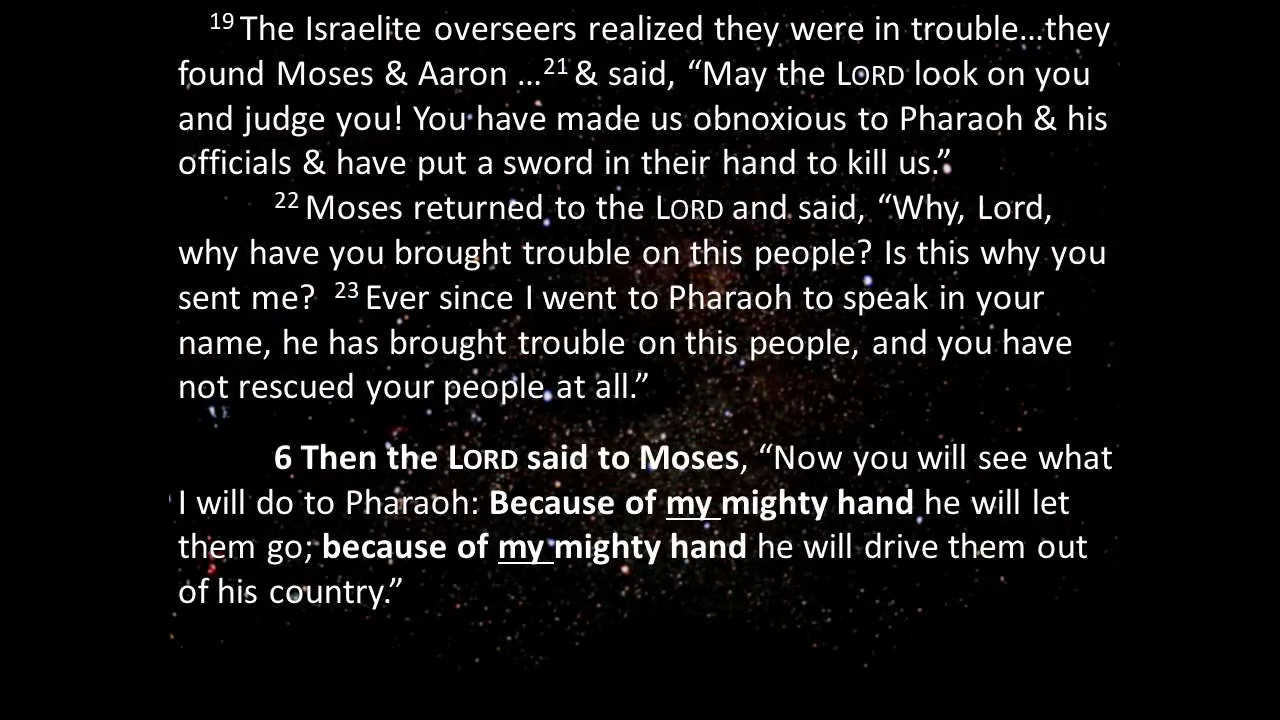 19 The Israelite overseers realized they were in trouble…they
found Moses & Aaron …21 & said, “May the LORD look on you
and judge you! You have made us obnoxious to Pharaoh & his
officials & have put a sword in their hand to kill us.”
22 Moses returned to the LORD and said, “Why, Lord,
why have you brought trouble on this people? Is this why you
sent me? 23 Ever since I went to Pharaoh to speak in your
name, he has brought trouble on this people, and you have
not rescued your people at all.”
6 Then the LORD said to Moses, “Now you will see what
I will do to Pharaoh: Because of my mighty hand he will let
them go; because of my mighty hand he will drive them out
of his country.”